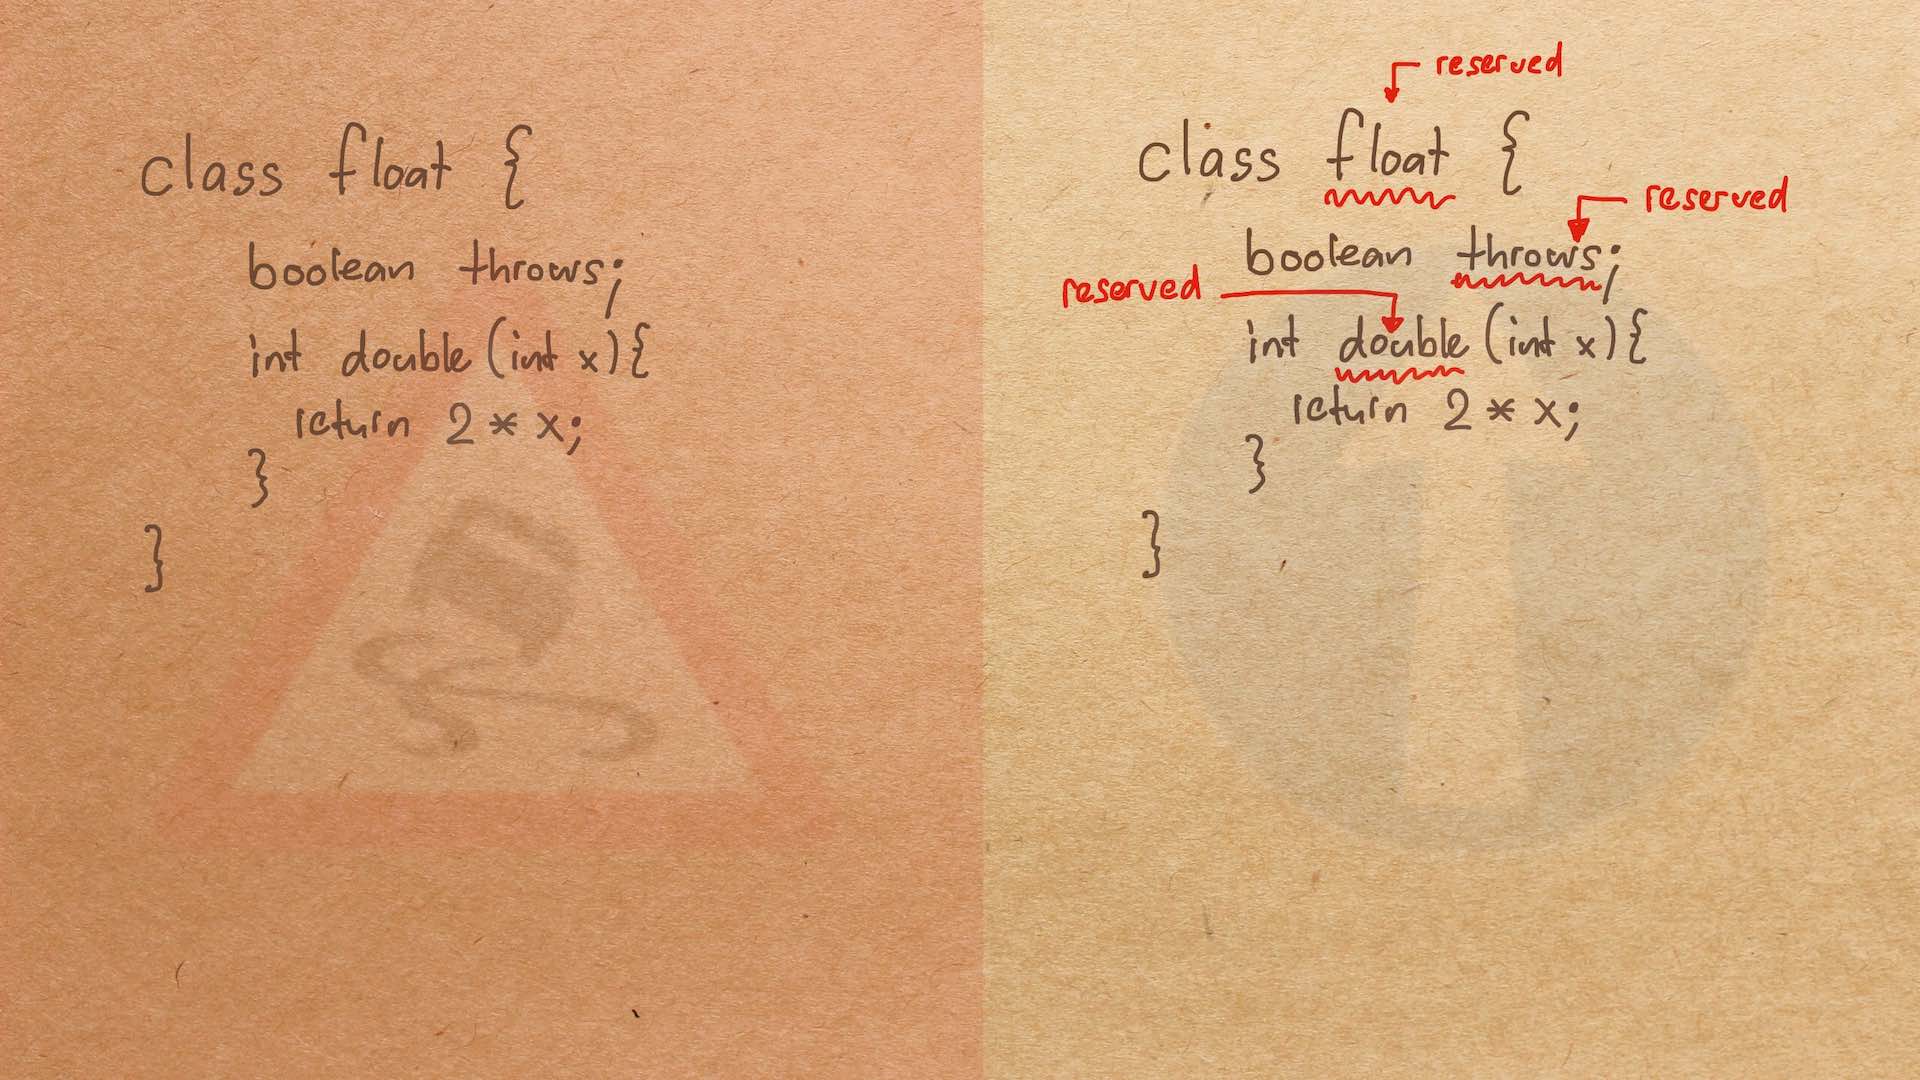 class float {
boolean throws;
int double (int x){
return 2 * x;
}
}
reserved
class float {
reserved
boolean throws;
reserved
int double (int x){
return 2 * x;
}
}